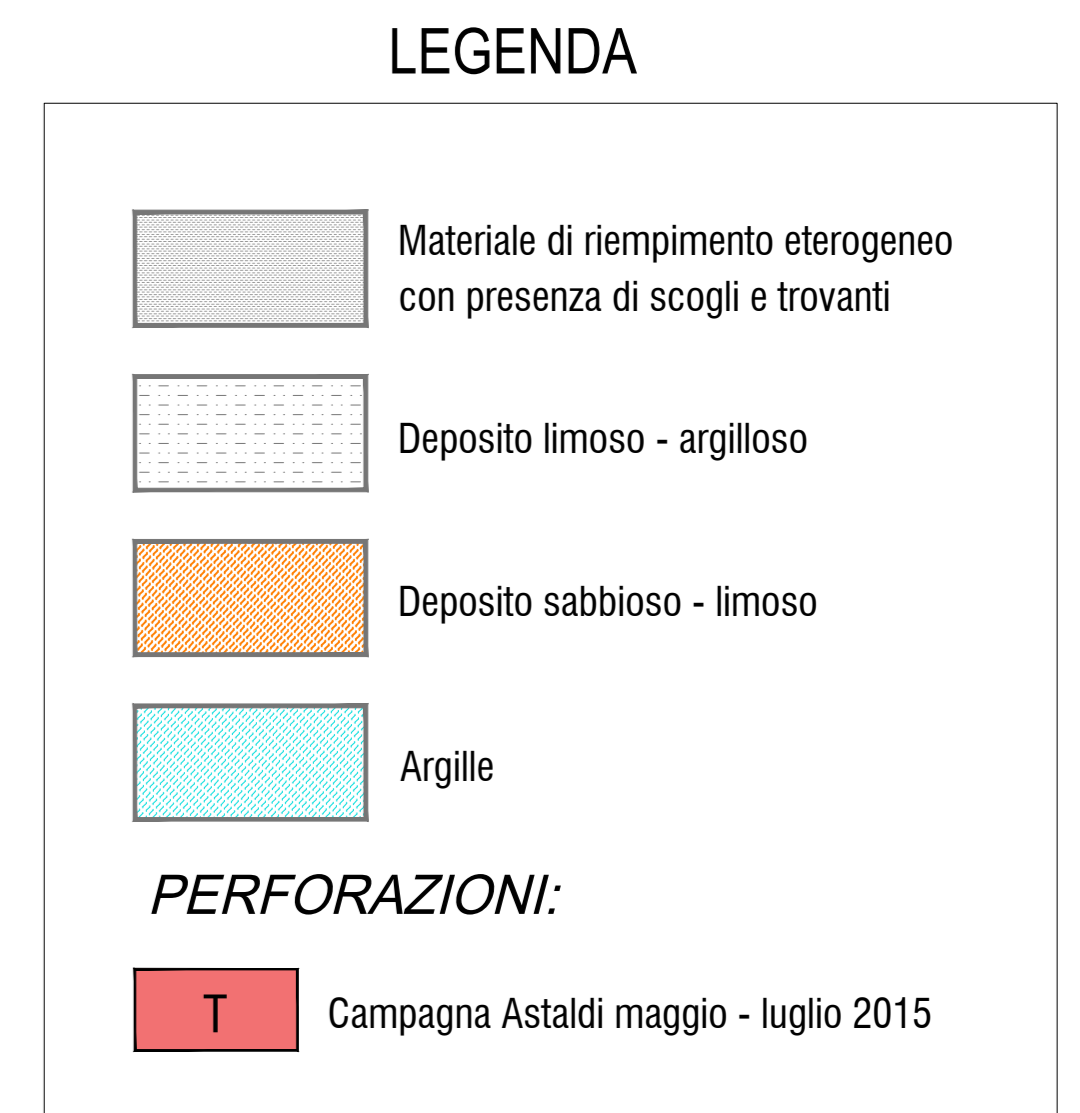 LEGENDA
Materiale di riempimento eterogeneo
con presenza di scogli e trovanti
Deposito limoso - argilloso
Deposito sabbioso - limoso
Argille
PERFORAZIONI:
T Campagna Astaldi maggio - luglio 2015